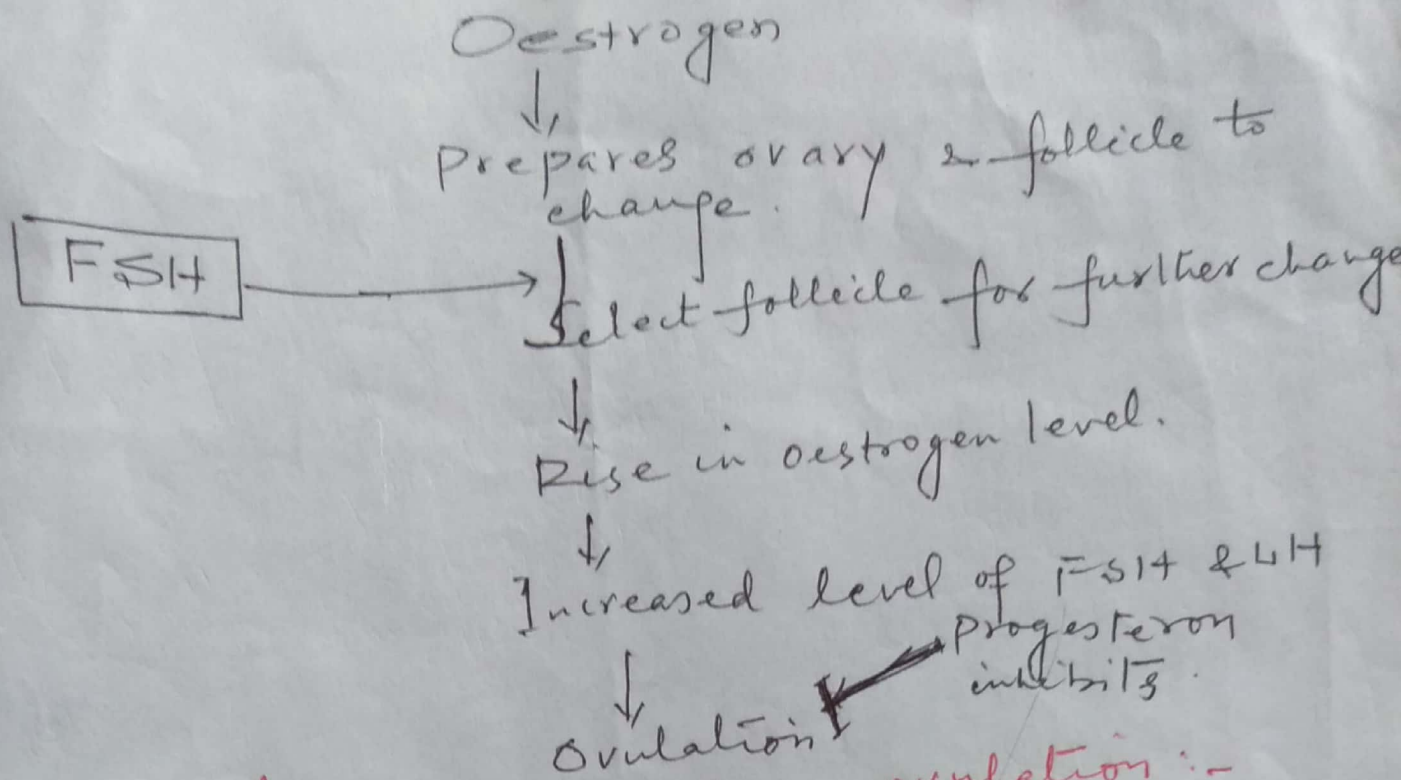 Oestrogen
Prepares ovary & follicle to
change.
FSH
Select follicle for further change
Rise in oestrogen level.
Increased level of FSH & LH
Progesteron
inhibits.
Ovulation